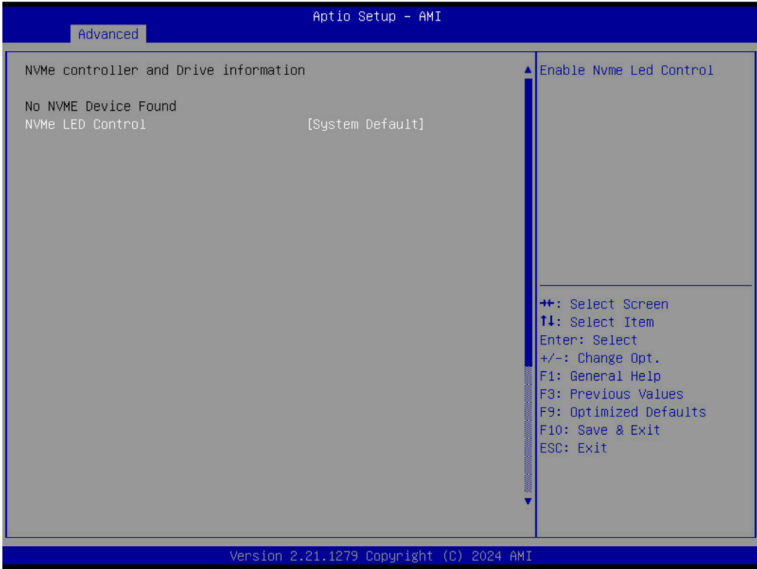 Aptio Setup – AMI
Advanced
NVMe controller and Drive information
No NVME Device Found
NVMe LED Control [System Default]
Enable Nvme Led Control
→←: Select Screen
↑↓: Select Item
Enter: Select
+/-: Change Opt.
F1: General Help
F3: Previous Values
F9: Optimized Defaults
F10: Save & Exit
ESC: Exit
Version 2.21.1279 Copyright (C) 2024 AMI